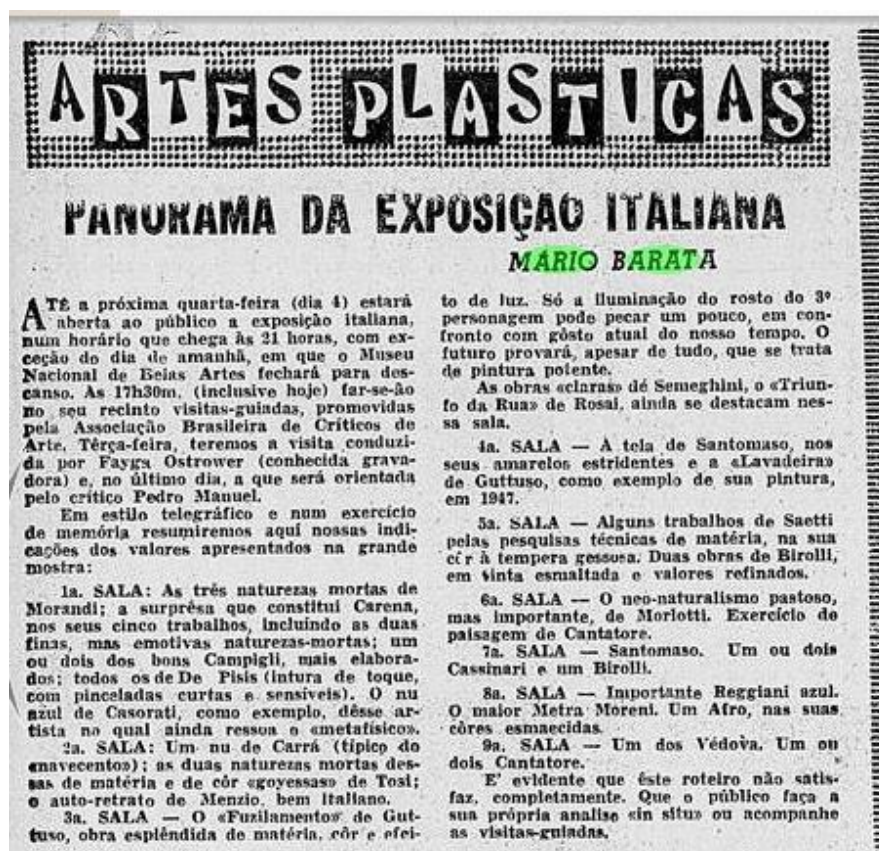 ARTES PLASTICAS
PANORAMA DA EXPOSIÇÃO ITALIANA
MÁRIO BARATA
ATÉ a próxima quarta-feira (dia 4) estará
aberta ao público a exposição italiana,
num horário que chega às 21 horas, com ex-
ceção do dia de amanhã, em que o Museu
Nacional de Belas Artes fechará para des-
canso. As 17h30m. (inclusive hoje) far-se-ão
no seu recinto visitas-guiadas, promovidas
pela Associação Brasileira de Críticos de
Arte. Têrça-feira, teremos a visita conduzi-
da por Fayga Ostrower (conhecida grava-
dora) e, no último dia, a que será orientada
pelo crítico Pedro Manuel.
Em estilo telegráfico e num exercício
de memória resumiremos aqui nossas indi-
cações dos valores apresentados na grande
mostra:
1a. SALA: As três naturezas mortas de
Morandi; a surprêsa que constitui Carena,
nos seus cinco trabalhos, incluindo as duas
finas, mas emotivas naturezas-mortas; um
ou dois dos bons Campigli, mais elabora-
dos; todos os de De Pisis (intura de toque,
com pinceladas curtas e sensíveis). O nu
azul de Casorati, como exemplo, dêsse ar-
tista no qual ainda ressoa o «metafísico».
2a. SALA: Um nu de Carrá (típico do
«navecento»); as duas naturezas mortas des-
sas de matéria e de côr «goyessas» de Tosi;
o auto-retrato de Menzio, bem italiano.
3a. SALA — O «Fuzilamento» de Gut-
tuso, obra esplêndida de matéria, côr e efei-
to de luz. Só a iluminação do rosto do 3º
personagem pode pecar um pouco, em con-
fronto com gôsto atual do nosso tempo. O
futuro provará, apesar de tudo, que se trata
de pintura potente.
As obras «claras» dé Semeghini, o «Triun-
fo da Rua» de Rosai, ainda se destacam nes-
sa sala.
4a. SALA — A tela de Santomaso, nos
seus amarelos estridentes e a «Lavadeira»
de Guttuso, como exemplo de sua pintura,
em 1947.
5a. SALA — Alguns trabalhos de Saetti
pelas pesquisas técnicas de matéria, na sua
côr à tempera gessosa. Duas obras de Birolli,
em tinta esmaltada e valores refinados.
6a. SALA — O neo-naturalismo pastoso,
mas importante, de Morlotti. Exercício de
paisagem de Cantatore.
7a. SALA — Santomaso. Um ou dois
Cassinari e um Birolli.
8a. SALA — Importante Reggiani azul.
O maior Metra Moreni. Um Afro, nas suas
côres esmaecidas.
9a. SALA — Um dos Védova. Um ou
dois Cantatore.
E' evidente que êste roteiro não satis-
faz, completamente. Que o público faça a
sua própria analise «in situ» ou acompanhe
as visitas-guiadas.